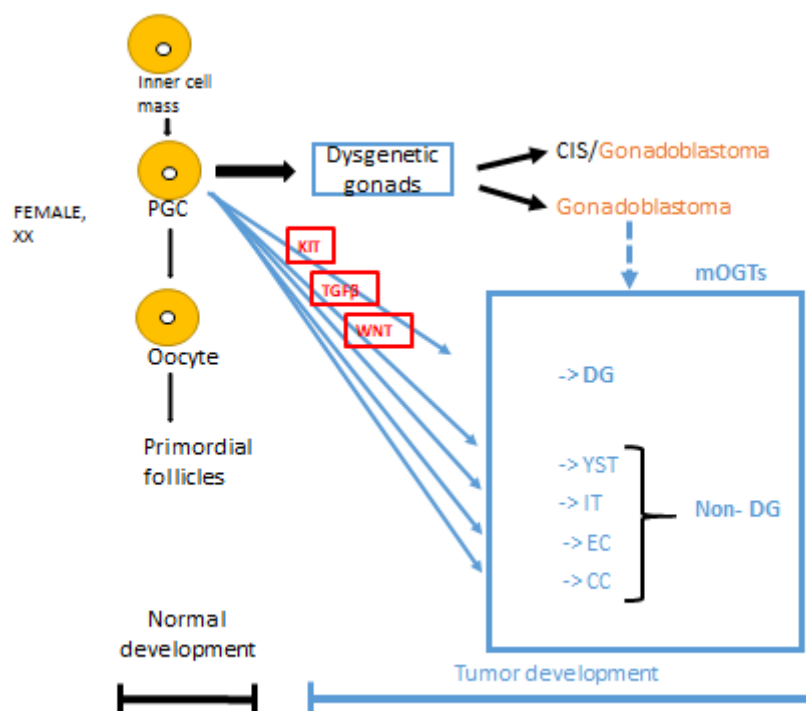 Inner cell
mass
PGC
FEMALE,
XX
Oocyte
Primordial
follicles
Dysgenetic
gonads
CIS/Gonadoblastoma
Gonadoblastoma
KIT
TGFβ
WNT
mOGTs
-> DG
-> YST
-> IT
-> EC
-> CC
Non- DG
Normal
development
Tumor development